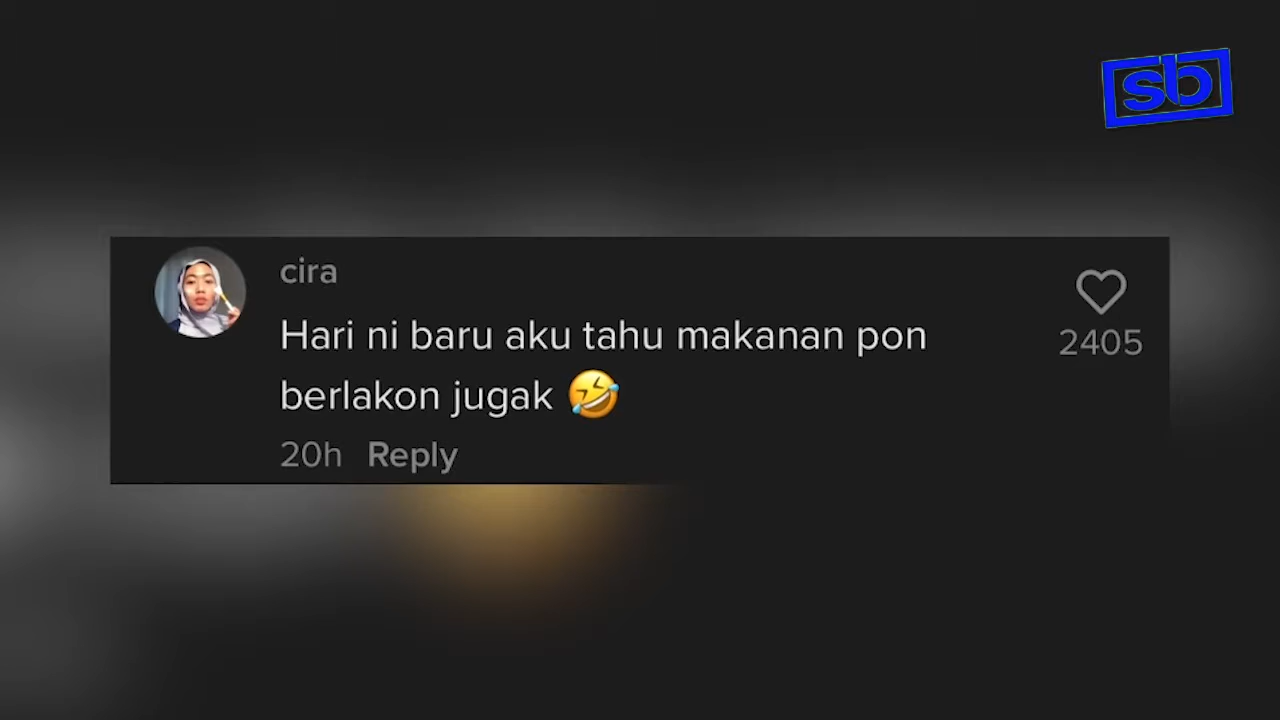 sb
cira
Hari ni baru aku tahu makanan pon
berlakon jugak 🤣
2405
20h Reply